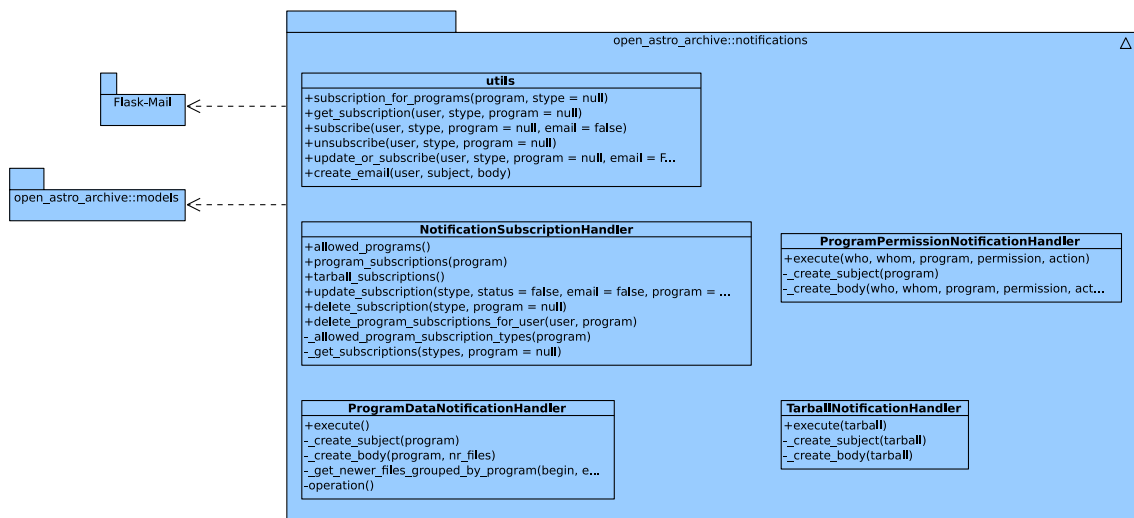 open_astro_archive::notifications
Flask-Mail
open_astro_archive::models
utils
+subscription_for_programs(program, stype = null)
+get_subscription(user, stype, program = null)
+subscribe(user, stype, program = null, email = false)
+unsubscribe(user, stype, program = null)
+update_or_subscribe(user, stype, program = null, email = F...
+create_email(user, subject, body)
NotificationSubscriptionHandler
+allowed_programs()
+program_subscriptions(program)
+tarball_subscriptions()
+update_subscription(stype, status = false, email = false, program = ...
+delete_subscription(stype, program = null)
+delete_program_subscriptions_for_user(user, program)
-_allowed_program_subscription_types(program)
-_get_subscriptions(stypes, program = null)
ProgramPermissionNotificationHandler
+execute(who, whom, program, permission, action)
-_create_subject(program)
-_create_body(who, whom, program, permission, act...
ProgramDataNotificationHandler
+execute()
-_create_subject(program)
-_create_body(program, nr_files)
-_get_newer_files_grouped_by_program(begin, e...
-operation()
TarballNotificationHandler
+execute(tarball)
-_create_subject(tarball)
-_create_body(tarball)